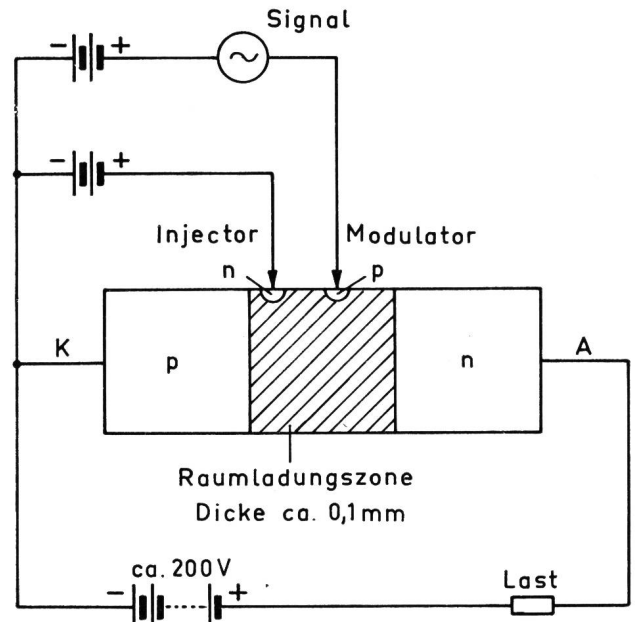 Signal
- +
- +
Injector
Modulator
n
p
K
p
n
A
Raumladungszone
Dicke ca. 0,1mm
ca. 200V
- +
Last